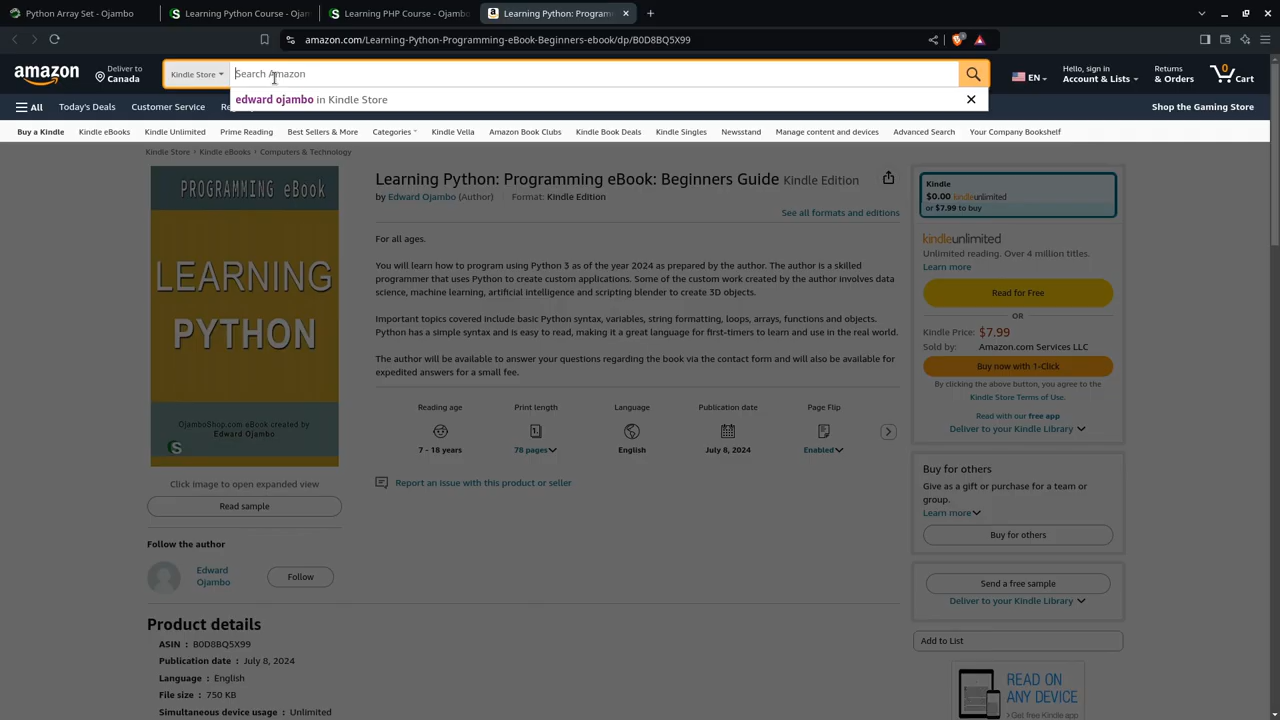 Python Array Set - Ojambo
Learning Python Course - Ojam
Learning PHP Course - Ojambo
Learning Python: Program
amazon.com/Learning-Python-Programming-eBook-Beginners-ebook/dp/B0D8BQ5X99
amazon
Deliver to
Canada
Kindle Store
Search Amazon
EN
Hello, sign in
Account & Lists
Returns
& Orders
0
Cart
edward ojambo in Kindle Store
All
Today's Deals
Customer Service
Re
Shop the Gaming Store
Buy a Kindle
Kindle eBooks
Kindle Unlimited
Prime Reading
Best Sellers & More
Categories
Kindle Vella
Amazon Book Clubs
Kindle Book Deals
Kindle Singles
Newsstand
Manage content and devices
Advanced Search
Your Company Bookshelf
Kindle Store › Kindle eBooks › Computers & Technology
PROGRAMMING eBook
LEARNING
PYTHON
OjamboShop.com eBook created by
Edward Ojambo
Click image to open expanded view
Read sample
Follow the author
Edward
Ojambo
Follow
Learning Python: Programming eBook: Beginners Guide Kindle Edition
by Edward Ojambo (Author) Format: Kindle Edition
See all formats and editions
For all ages.
You will learn how to program using Python 3 as of the year 2024 as prepared by the author. The author is a skilled
programmer that uses Python to create custom applications. Some of the custom work created by the author involves data
science, machine learning, artificial intelligence and scripting blender to create 3D objects.
Important topics covered include basic Python syntax, variables, string formatting, loops, arrays, functions and objects.
Python has a simple syntax and is easy to read, making it a great language for first-timers to learn and use in the real world.
The author will be available to answer your questions regarding the book via the contact form and will also be available for
expedited answers for a small fee.
Reading age
7 - 18 years
Print length
78 pages
Language
English
Publication date
July 8, 2024
Page Flip
Enabled
Report an issue with this product or seller
Kindle
$0.00 kindleunlimited
or $7.99 to buy
kindleunlimited
Unlimited reading. Over 4 million titles.
Learn more
Read for Free
OR
Kindle Price: $7.99
Sold by: Amazon.com Services LLC
Buy now with 1-Click
By clicking the above button, you agree to the
Kindle Store Terms of Use.
Read with our free app
Deliver to your Kindle Library
Buy for others
Give as a gift or purchase for a team or
group.
Learn more
Buy for others
Send a free sample
Deliver to your Kindle Library
Add to List
READ ON
ANY DEVICE
› Get free Kindle app
Product details
ASIN : B0D8BQ5X99
Publication date : July 8, 2024
Language : English
File size : 750 KB
Simultaneous device usage : Unlimited